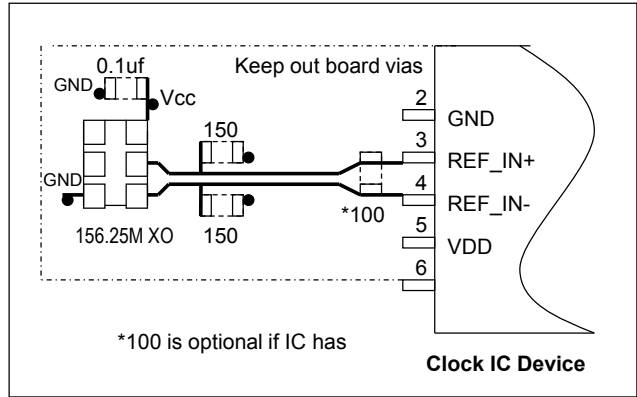 0.1uf
Keep out board vias
GND
Vcc
2
GND
150
3
REF_IN+
GND
4
REF_IN-
*100
156.25M XO
150
5
VDD
6
*100 is optional if IC has
Clock IC Device